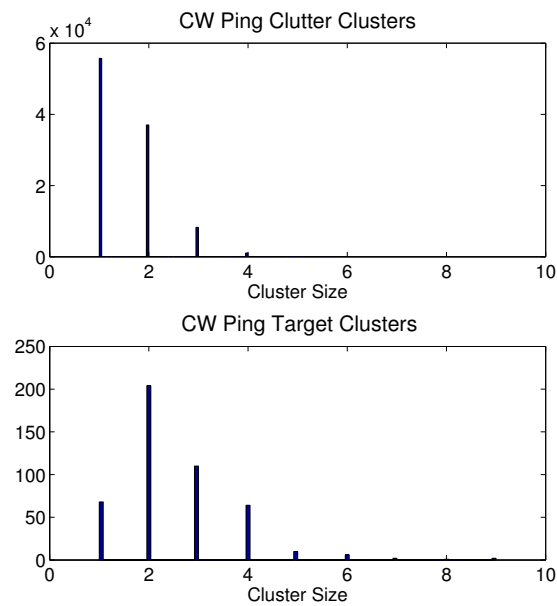 CW Ping Clutter Clusters
x 10^4
6
4
2
0
0 2 4 6 8 10
Cluster Size
CW Ping Target Clusters
250
200
150
100
50
0
0 2 4 6 8 10
Cluster Size